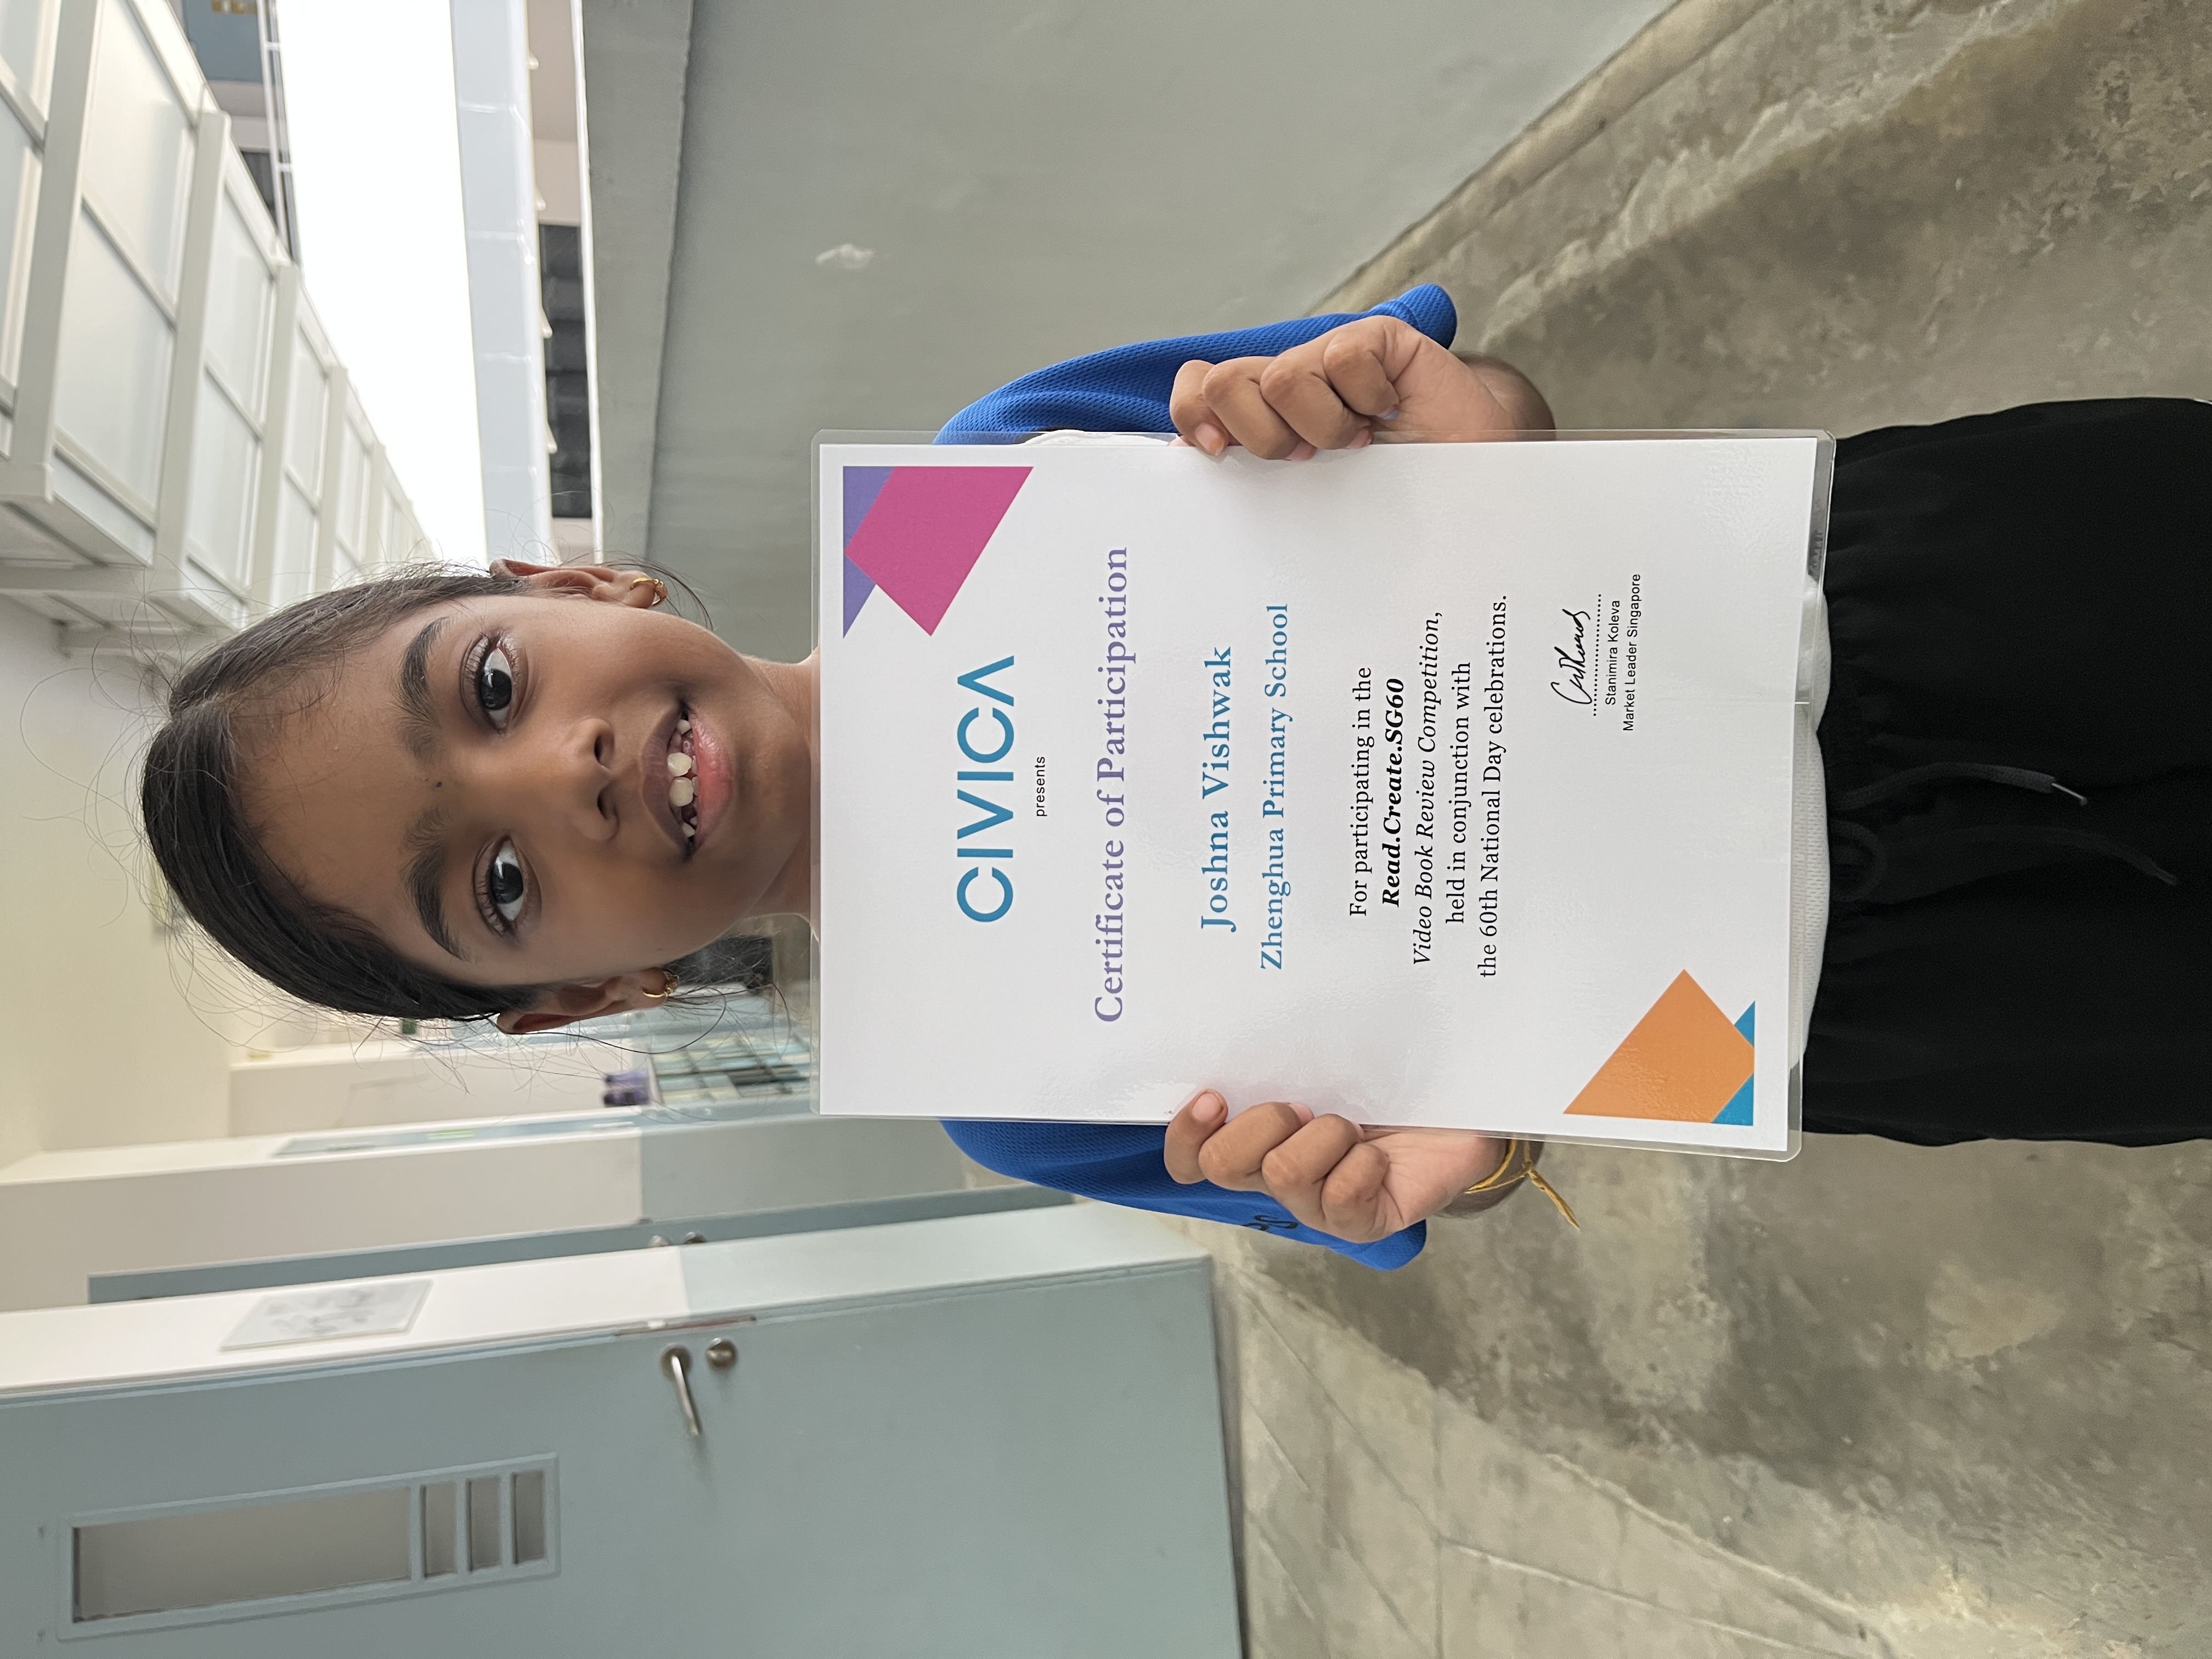 CIVICA
presents
Certificate of Participation
Joshna Vishwak
Zhenghua Primary School
For participating in the
Read.Create.SG60
Video Book Review Competition,
held in conjunction with
the 60th National Day celebrations.
Stanimira Koleva
Market Leader Singapore